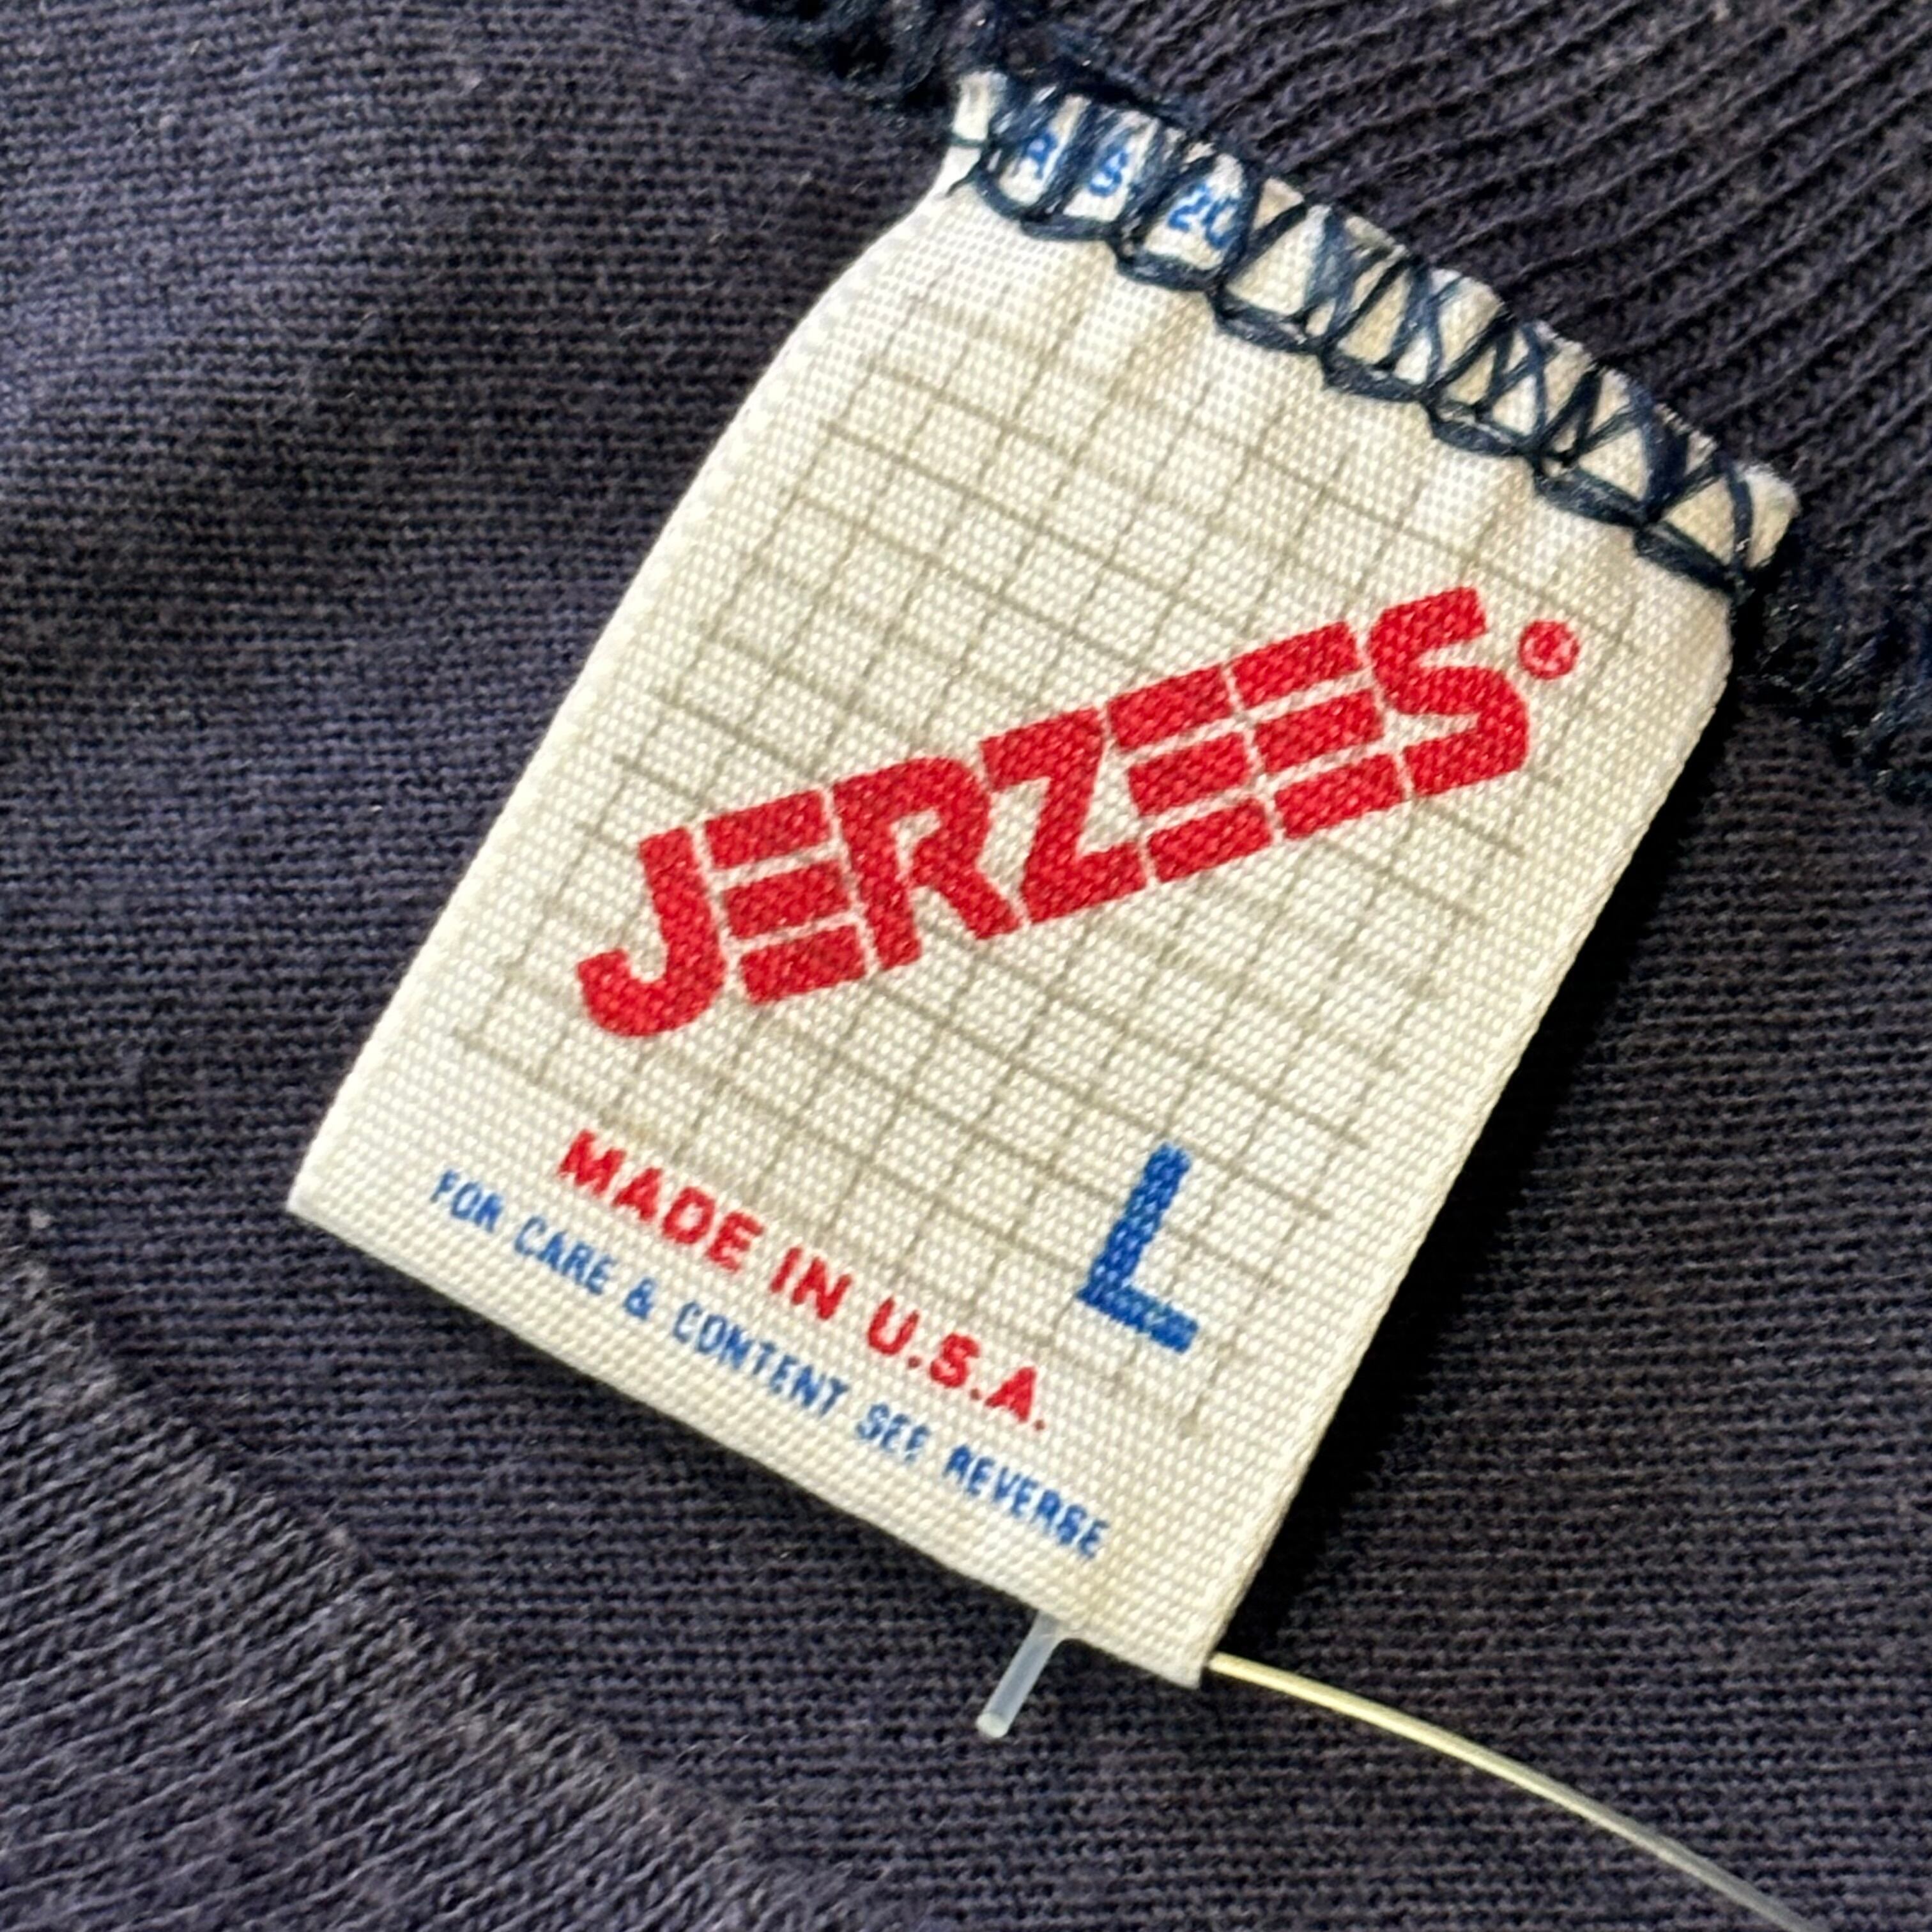 JERZEES®
L
MADE IN U.S.A.
FOR CARE & CONTENT SEE REVERSE